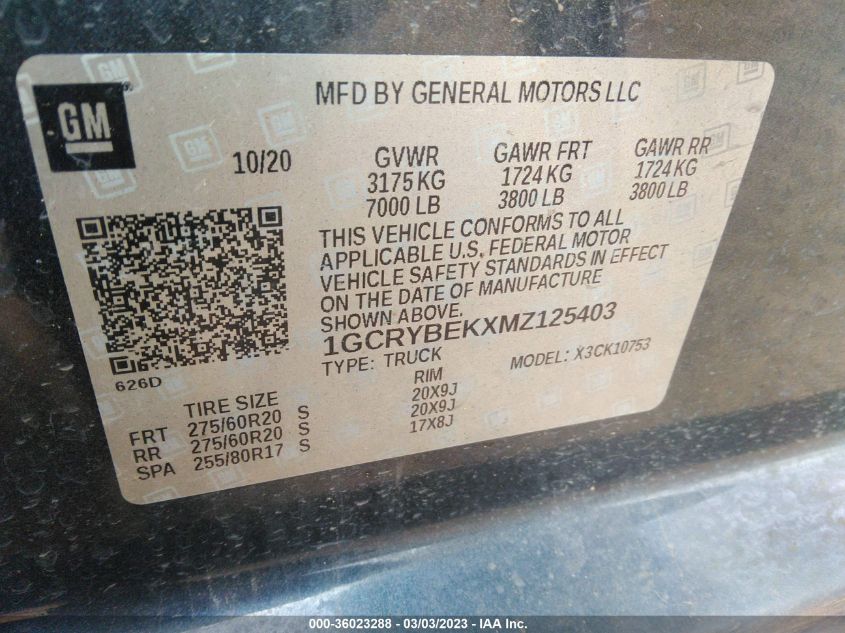 GM
MFD BY GENERAL MOTORS LLC
10/20
GVWR GAWR FRT GAWR RR
3175 KG 1724 KG 1724 KG
7000 LB 3800 LB 3800 LB
THIS VEHICLE CONFORMS TO ALL
APPLICABLE U.S. FEDERAL MOTOR
VEHICLE SAFETY STANDARDS IN EFFECT
ON THE DATE OF MANUFACTURE
SHOWN ABOVE.
1GCRYBEKXMZ125403
TYPE: TRUCK MODEL: X3CK10753
626D
TIRE SIZE RIM
FRT 275/60R20 S 20X9J
RR 275/60R20 S 20X9J
SPA 255/80R17 S 17X8J
000-36023288 - 03/03/2023 - IAA Inc.